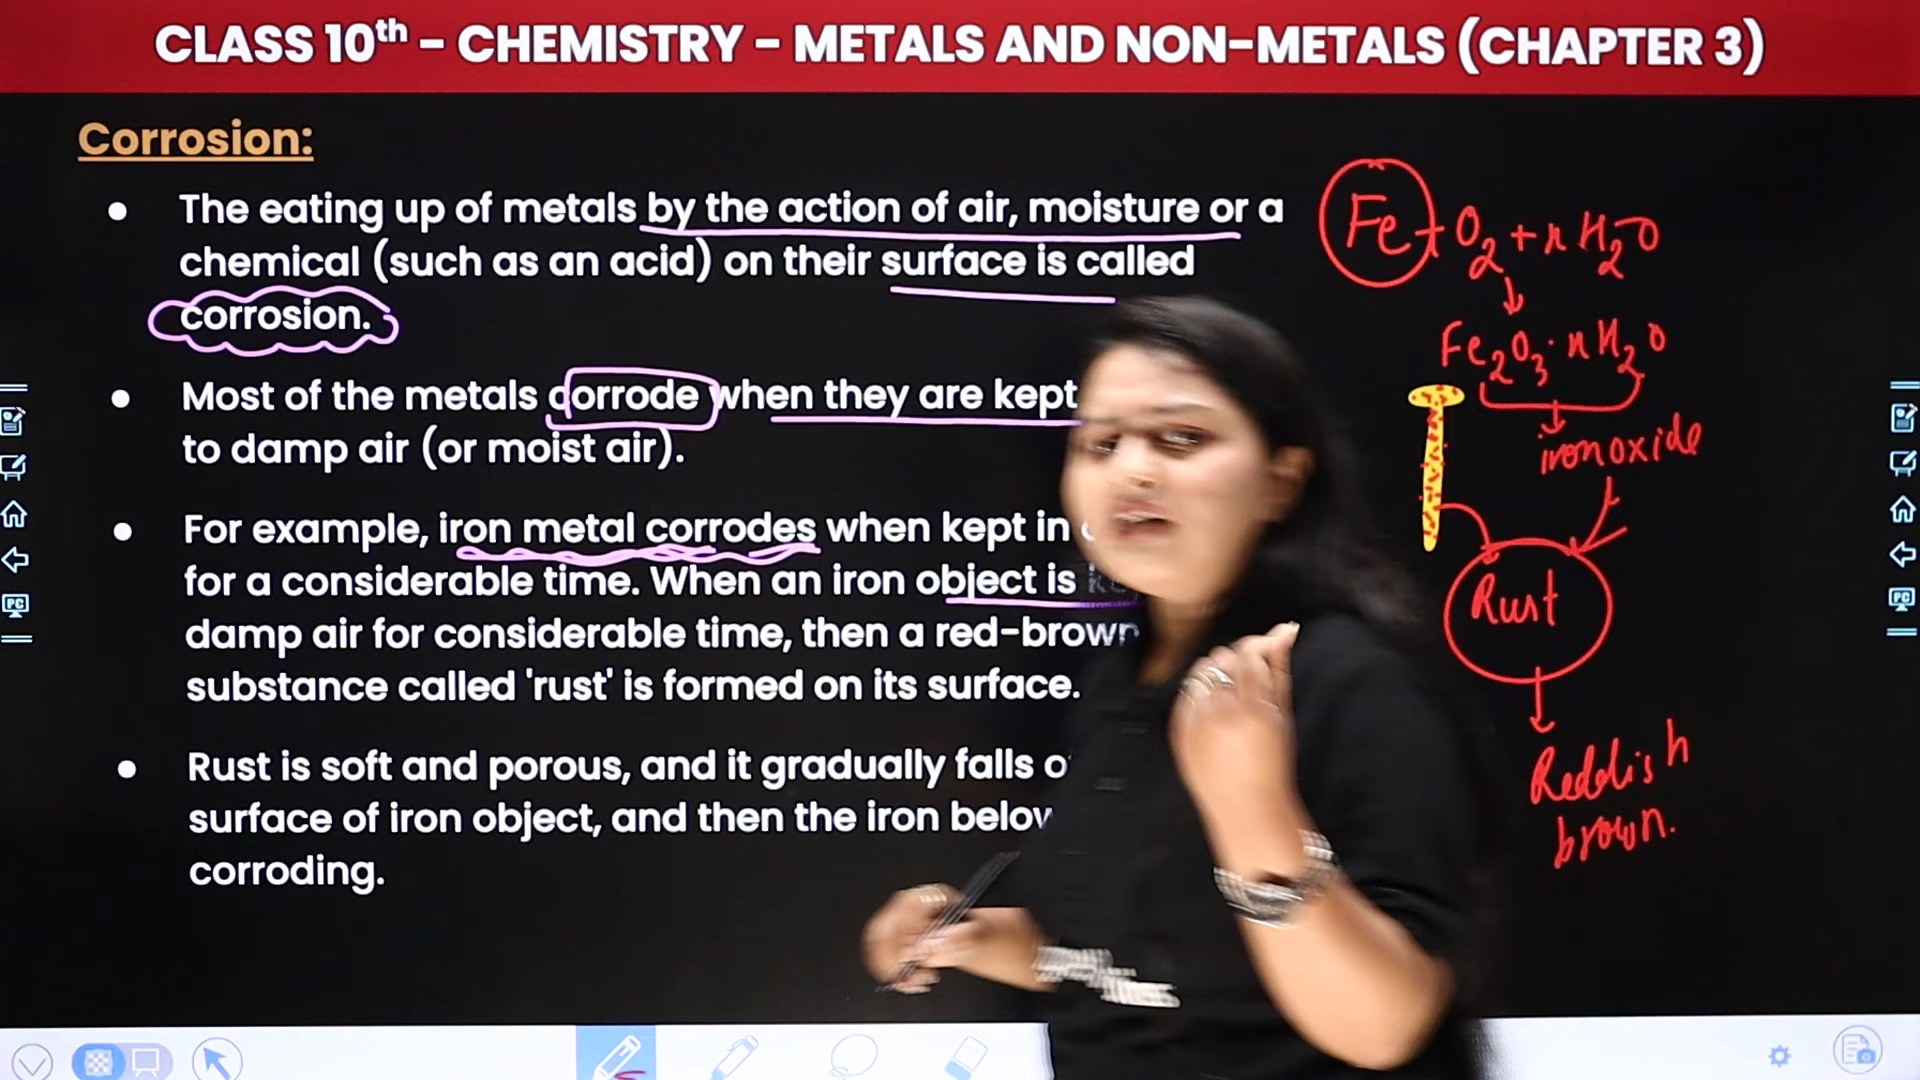 CLASS 10th - CHEMISTRY - METALS AND NON-METALS (CHAPTER 3)
Corrosion:
● The eating up of metals by the action of air, moisture or a
chemical (such as an acid) on their surface is called
corrosion.
● Most of the metals corrode when they are kept
to damp air (or moist air).
● For example, iron metal corrodes when kept in
for a considerable time. When an iron object is
damp air for considerable time, then a red-brown
substance called 'rust' is formed on its surface.
● Rust is soft and porous, and it gradually falls
surface of iron object, and then the iron below
corroding.
Fe + O2 + x H2O
Fe2O3 . x H2O
iron oxide
Rust
Reddish
brown.
PC
PC